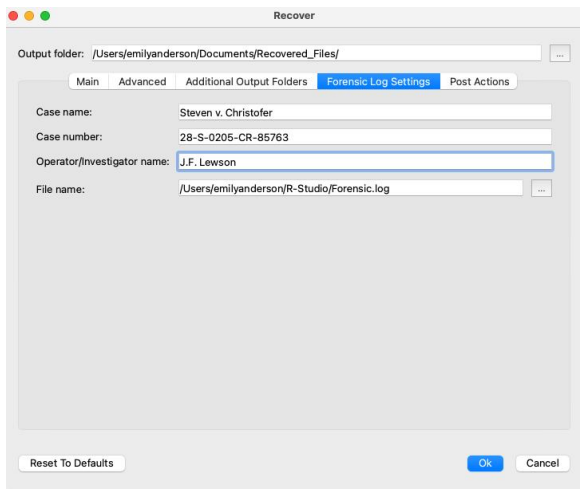 Recover
Output folder: /Users/emilyanderson/Documents/Recovered_Files/ ...
Main Advanced Additional Output Folders Forensic Log Settings Post Actions
Case name: Steven v. Christofer
Case number: 28-S-0205-CR-85763
Operator/Investigator name: J.F. Lewson
File name: /Users/emilyanderson/R-Studio/Forensic.log ...
Reset To Defaults Ok Cancel